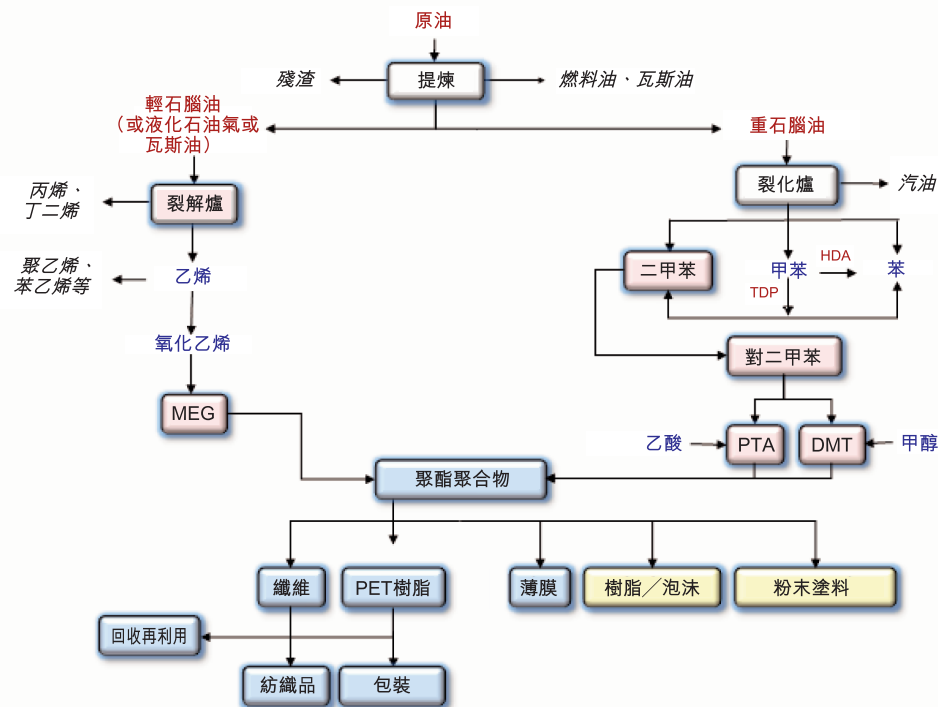 原油
殘渣
提煉
燃料油、瓦斯油
輕石腦油
（或液化石油氣或
瓦斯油）
重石腦油
丙烯、
丁二烯
裂解爐
裂化爐
汽油
聚乙烯、
苯乙烯等
乙烯
二甲苯
甲苯
HDA
苯
TDP
氧化乙烯
對二甲苯
MEG
乙酸
PTA
DMT
甲醇
聚酯聚合物
纖維
PET樹脂
薄膜
樹脂／泡沬
粉末塗料
回收再利用
紡織品
包裝